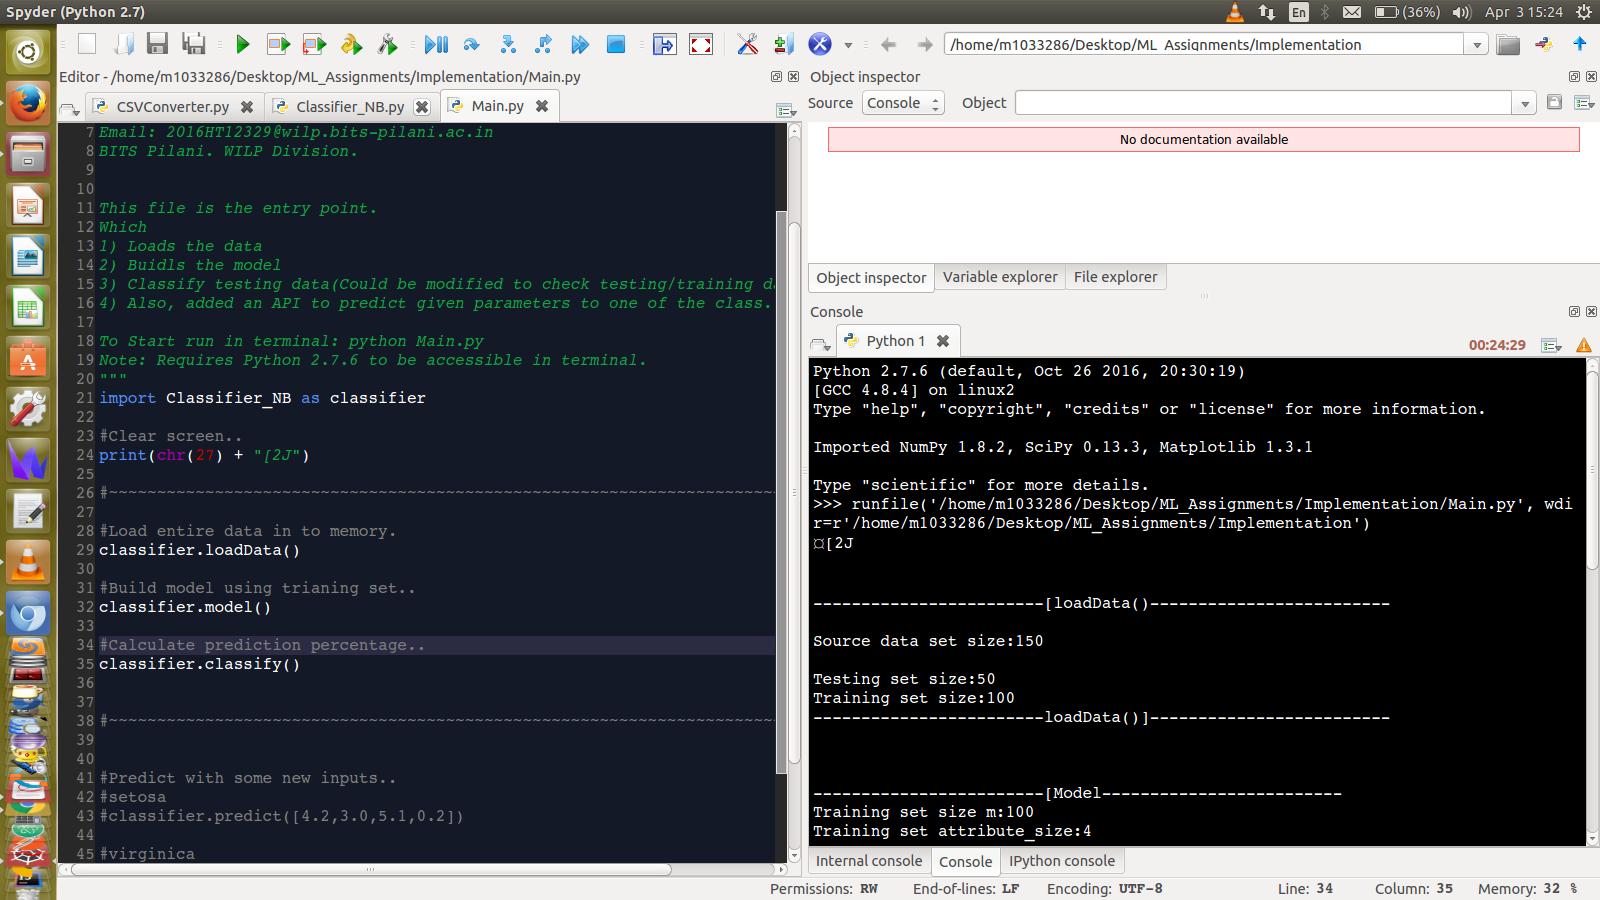 Spyder (Python 2.7)
En
(36%)
Apr 3 15:24
/home/m1033286/Desktop/ML_Assignments/Implementation
Editor - /home/m1033286/Desktop/ML_Assignments/Implementation/Main.py
CSVConverter.py
Classifier_NB.py
Main.py
7 Email: 2016HT12329@wilp.bits-pilani.ac.in
8 BITS Pilani. WILP Division.
9
10
11 This file is the entry point.
12 Which
13 1) Loads the data
14 2) Buidls the model
15 3) Classify testing data(Could be modified to check testing/training d
16 4) Also, added an API to predict given parameters to one of the class.
17
18 To Start run in terminal: python Main.py
19 Note: Requires Python 2.7.6 to be accessible in terminal.
20 """
21 import Classifier_NB as classifier
22
23 #Clear screen..
24 print(chr(27) + "[2J")
25
26 #~~~~~~~~~~~~~~~~~~~~~~~~~~~~~~~~~~~~~~~~~~~~~~~~~~~~~~~~~~~~~~~~~~~~~~
27
28 #Load entire data in to memory.
29 classifier.loadData()
30
31 #Build model using trianing set..
32 classifier.model()
33
34 #Calculate prediction percentage..
35 classifier.classify()
36
37
38 #~~~~~~~~~~~~~~~~~~~~~~~~~~~~~~~~~~~~~~~~~~~~~~~~~~~~~~~~~~~~~~~~~~~~~~
39
40
41 #Predict with some new inputs..
42 #setosa
43 #classifier.predict([4.2,3.0,5.1,0.2])
44
45 #virginica
Object inspector
Source Console Object
No documentation available
Object inspector Variable explorer File explorer
Console
Python 1
00:24:29
Python 2.7.6 (default, Oct 26 2016, 20:30:19)
[GCC 4.8.4] on linux2
Type "help", "copyright", "credits" or "license" for more information.
Imported NumPy 1.8.2, SciPy 0.13.3, Matplotlib 1.3.1
Type "scientific" for more details.
>>> runfile('/home/m1033286/Desktop/ML_Assignments/Implementation/Main.py', wdi
r=r'/home/m1033286/Desktop/ML_Assignments/Implementation')
¤[2J
------------------------[loadData()-------------------------
Source data set size:150
Testing set size:50
Training set size:100
------------------------loadData()]-------------------------
------------------------[Model-------------------------
Training set size m:100
Training set attribute_size:4
Internal console Console IPython console
Permissions: RW End-of-lines: LF Encoding: UTF-8 Line: 34 Column: 35 Memory: 32 %